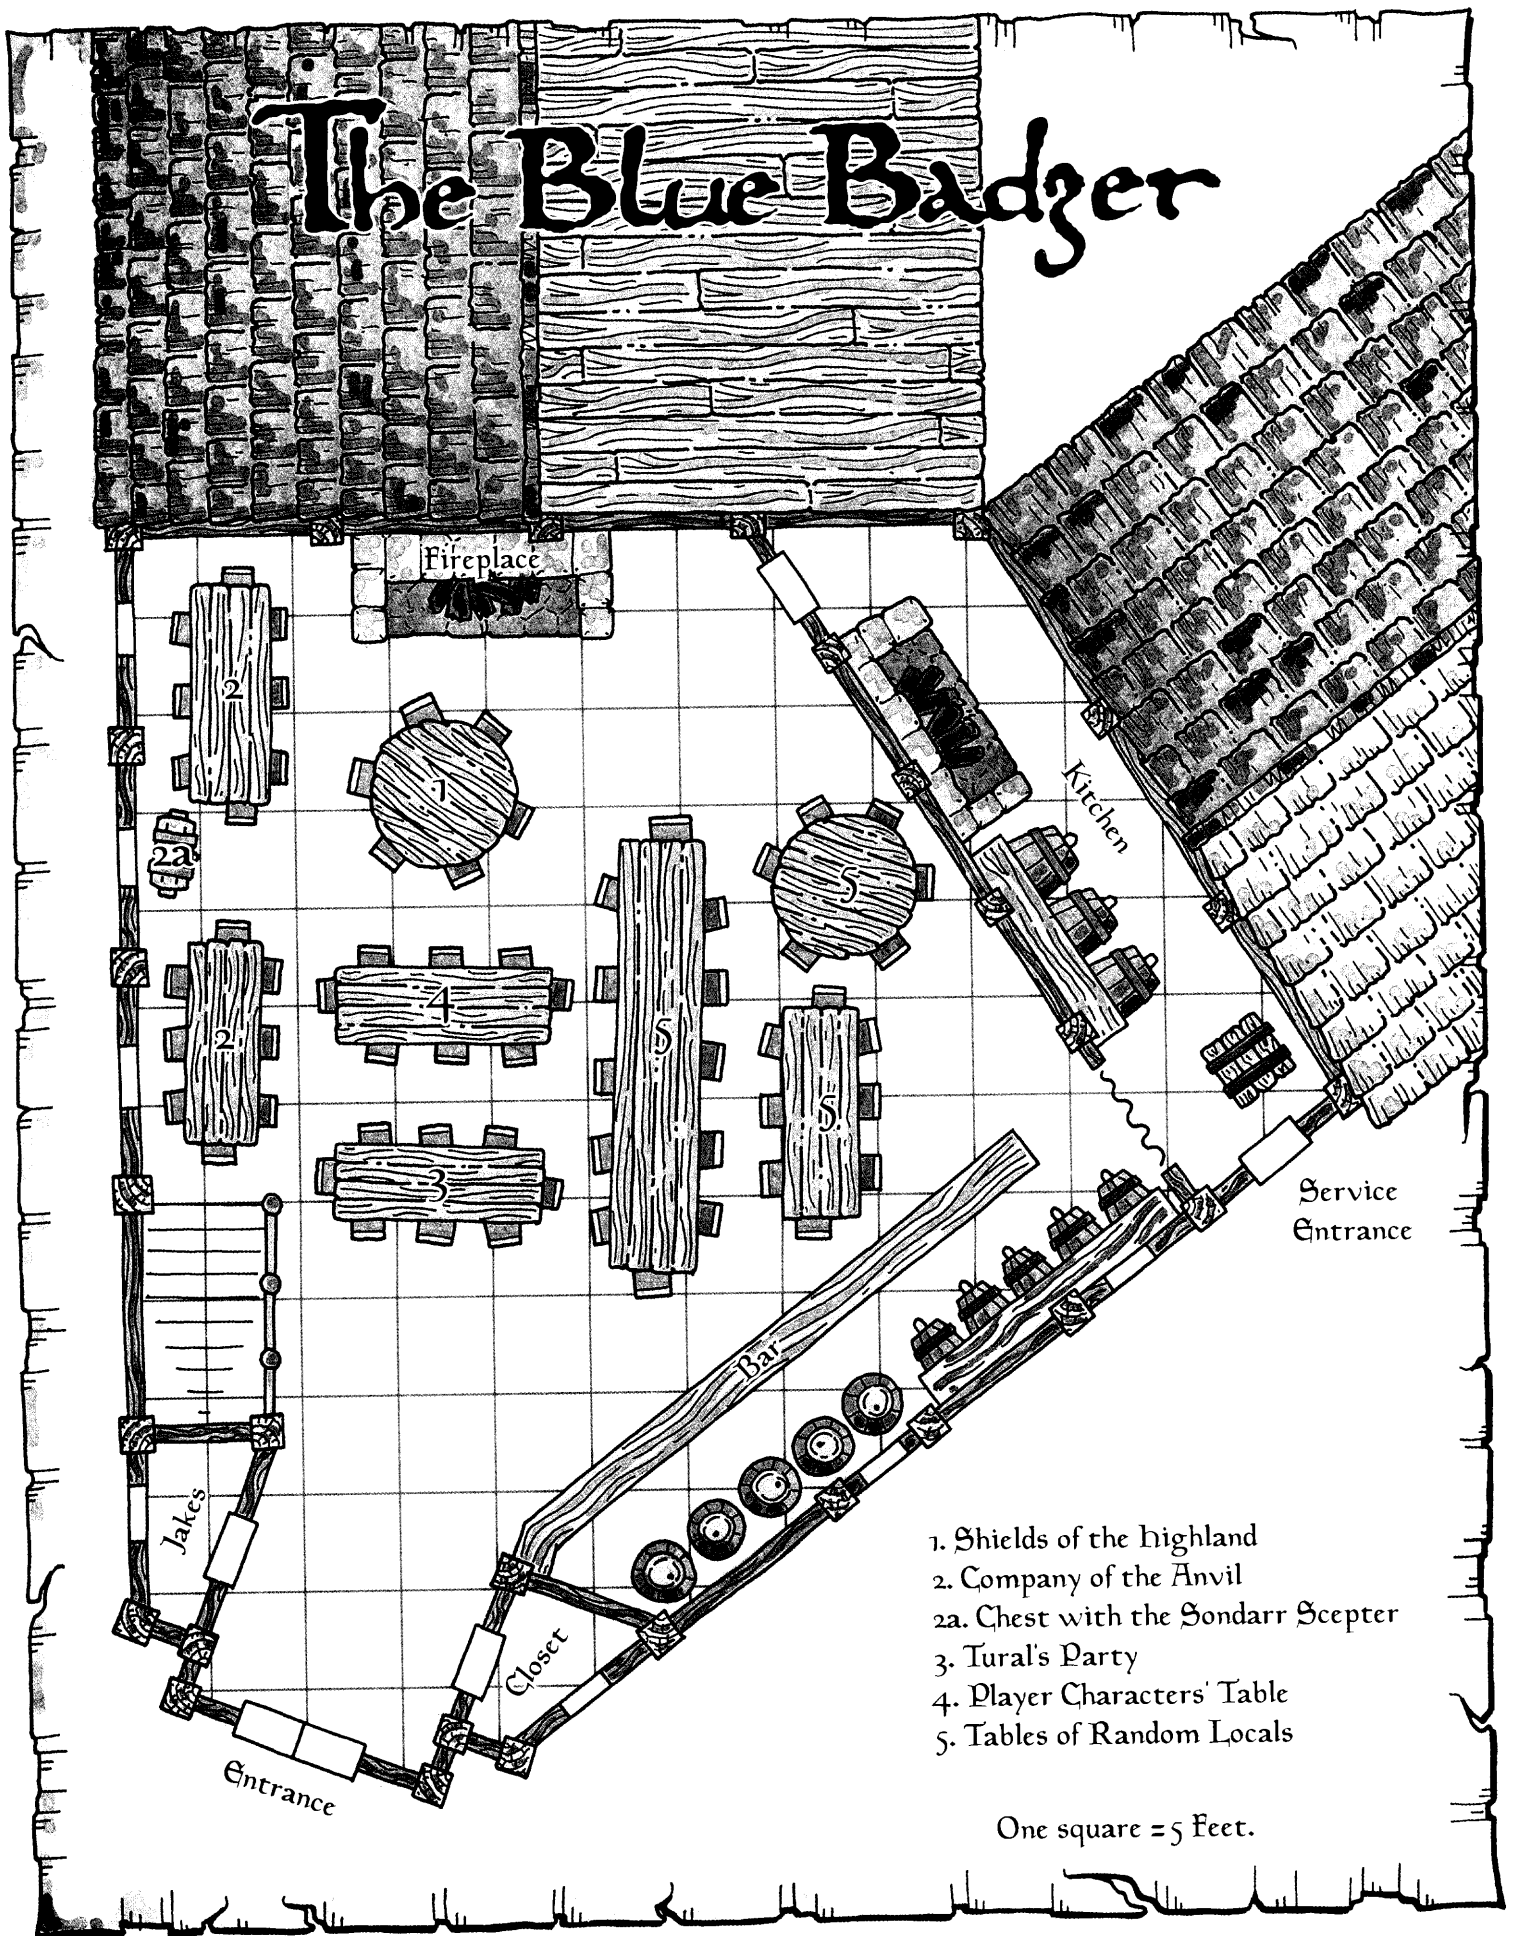 The Blue Badger
Fireplace
2
1
Kitchen
2a
5
4
2
5
5
3
Service
Entrance
Bar
Jakes
Closet
Entrance
1. Shields of the Highland
2. Company of the Anvil
2a. Chest with the Sondarr Scepter
3. Tural's Party
4. Player Characters' Table
5. Tables of Random Locals
One square = 5 Feet.